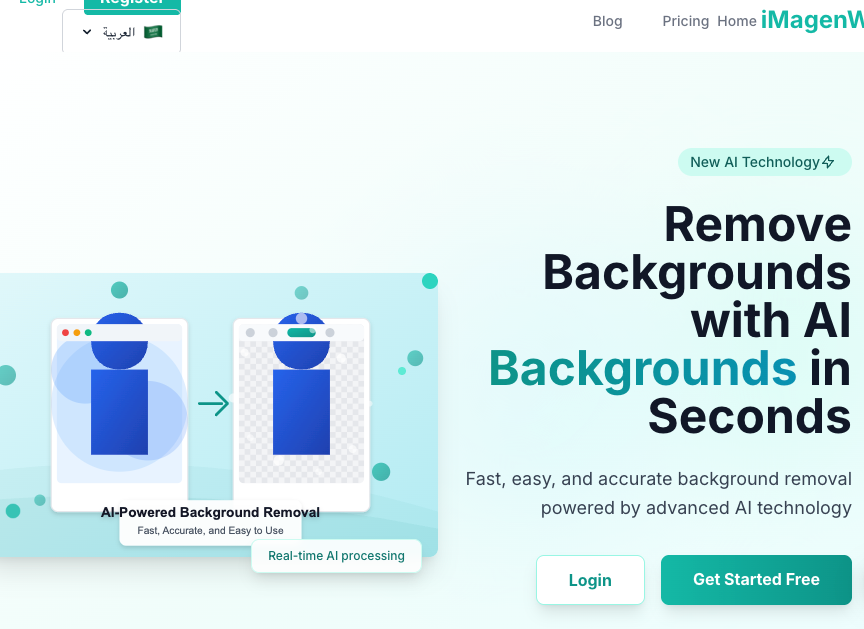 Login
Register
العربية
Blog
Pricing
Home
iMagenW
New AI Technology
Remove
Backgrounds
with AI
Backgrounds in
Seconds
Fast, easy, and accurate background removal
powered by advanced AI technology
Login
Get Started Free
AI-Powered Background Removal
Fast, Accurate, and Easy to Use
Real-time AI processing